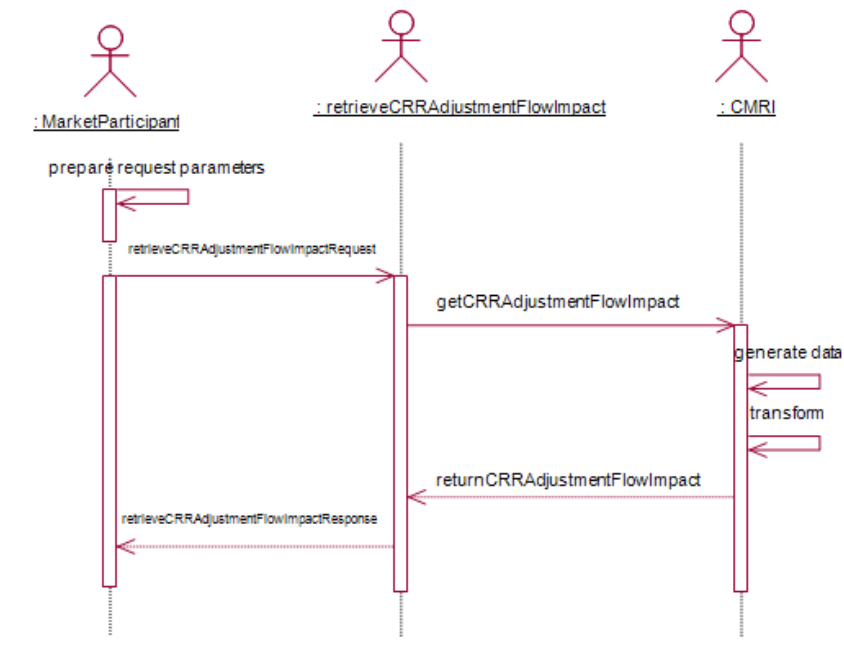 : MarketParticipant
: retrieveCRRAdjustmentFlowImpact
: CMRI
prepare request parameters
retrieveCRRAdjustmentFlowImpactRequest
getCRRAdjustmentFlowImpact
generate data
transform
returnCRRAdjustmentFlowImpact
retrieveCRRAdjustmentFlowImpactResponse